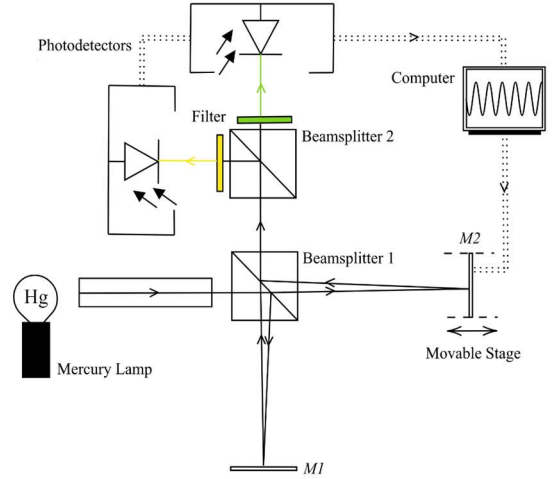 Photodetectors
Computer
Filter
Beamsplitter 2
M2
Beamsplitter 1
Hg
Movable Stage
Mercury Lamp
M1